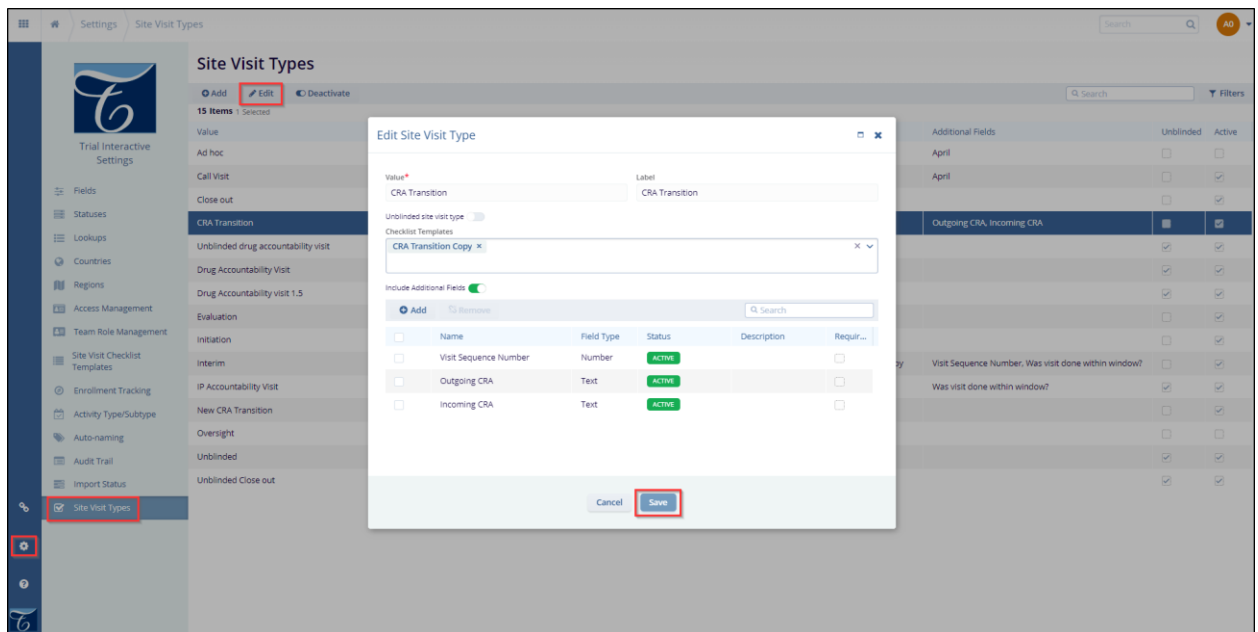 Settings Site Visit Types Search AO
Trial Interactive
Settings
Fields
Statuses
Lookups
Countries
Regions
Access Management
Team Role Management
Site Visit Checklist
Templates
Enrollment Tracking
Activity Type/Subtype
Auto-naming
Audit Trail
Import Status
Site Visit Types
Site Visit Types
Add Edit Deactivate Search Filters
15 Items 1 Selected
Value Additional Fields Unblinded Active
Ad hoc April
Call Visit April
Close out
CRA Transition Outgoing CRA, Incoming CRA
Unblinded drug accountability visit
Drug Accountability Visit
Drug Accountability visit 1.5
Evaluation
Initiation
Interim Visit Sequence Number, Was visit done within window?
IP Accountability Visit Was visit done within window?
New CRA Transition
Oversight
Unblinded
Unblinded Close out
Edit Site Visit Type
Value* Label
CRA Transition CRA Transition
Unblinded site visit type
Checklist Templates
CRA Transition Copy ×
Include Additional Fields
Add Remove Search
Name Field Type Status Description Requir...
Visit Sequence Number Number ACTIVE
Outgoing CRA Text ACTIVE
Incoming CRA Text ACTIVE
Cancel Save